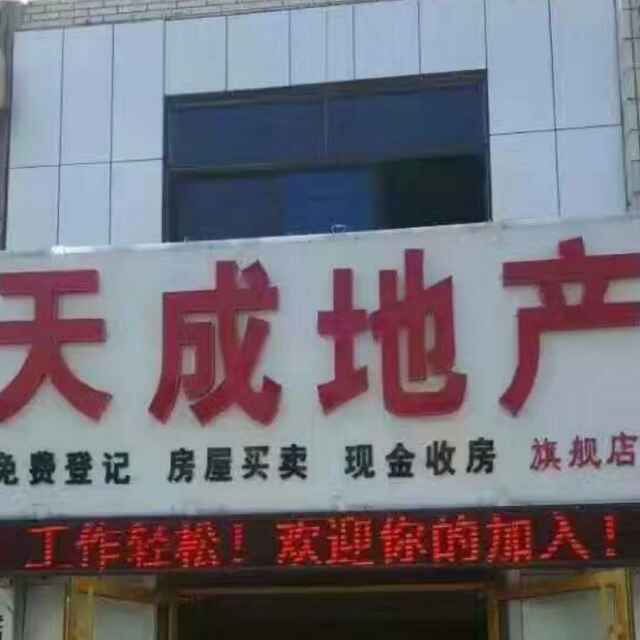 天成地产
免费登记 房屋买卖 现金收房 旗舰店
工作轻松！欢迎你的加入！